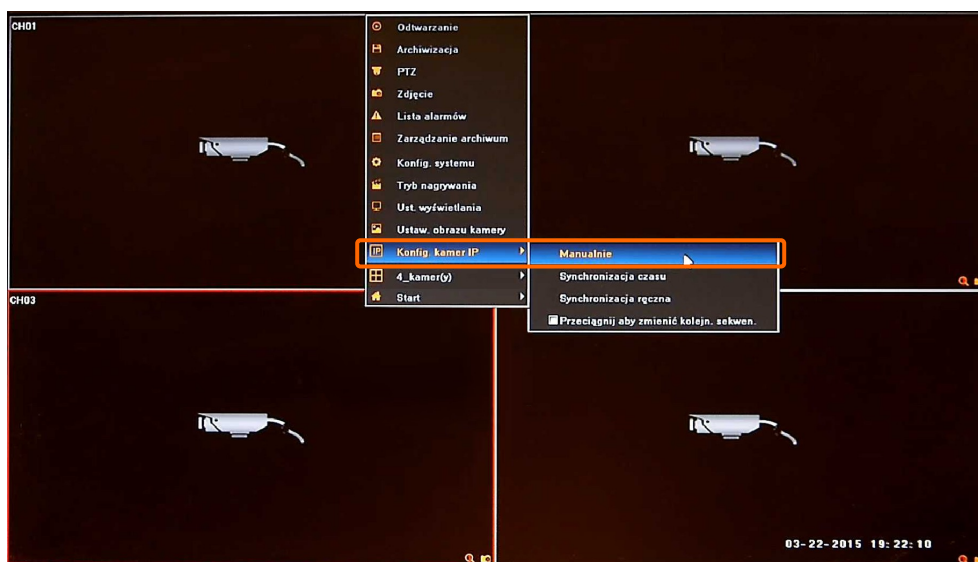 CH01
Odtwarzanie
Archiwizacja
PTZ
Zdjęcie
Lista alarmów
Zarządzanie archiwum
Konfig. systemu
Tryb nagrywania
Ust. wyświetlania
Ustaw. obrazu kamery
IP Konfig. kamer IP
Manualnie
4_kamer(y)
Synchronizacja czasu
CH03
Start
Synchronizacja ręczna
Przeciągnij aby zmienić kolejn. sekwen.
03-22-2015 19:22:10